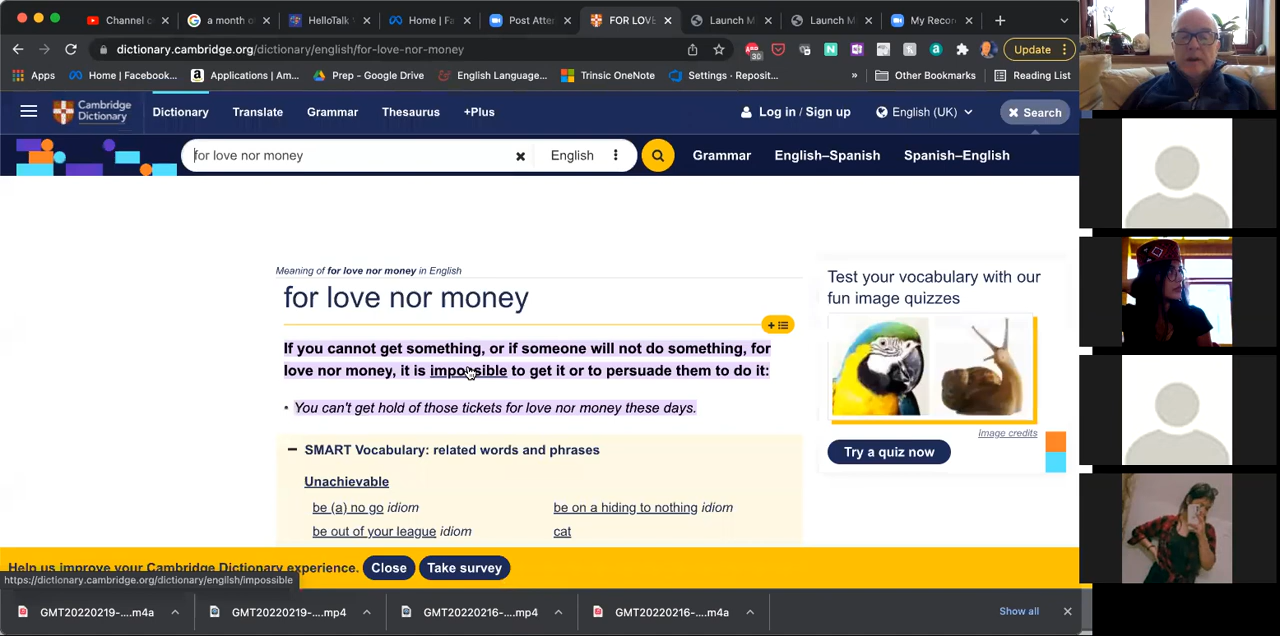 Channel c
a month of
HelloTalk
Home | Fa
Post Atten
FOR LOVE
Launch M
Launch M
My Record
dictionary.cambridge.org/dictionary/english/for-love-nor-money
30
Update
Apps
Home | Facebook...
Applications | Am...
Prep - Google Drive
English Language...
Trinsic OneNote
Settings · Reposit...
»
Other Bookmarks
Reading List
Cambridge
Dictionary
Dictionary
Translate
Grammar
Thesaurus
+Plus
Log in / Sign up
English (UK)
Search
for love nor money
English
Grammar
English–Spanish
Spanish–English
Meaning of for love nor money in English
for love nor money
If you cannot get something, or if someone will not do something, for
love nor money, it is impossible to get it or to persuade them to do it:
• You can't get hold of those tickets for love nor money these days.
SMART Vocabulary: related words and phrases
Unachievable
be (a) no go idiom
be on a hiding to nothing idiom
be out of your league idiom
cat
Test your vocabulary with our
fun image quizzes
Image credits
Try a quiz now
Help us improve your Cambridge Dictionary experience.
Close
Take survey
https://dictionary.cambridge.org/dictionary/english/impossible
GMT20220219-....m4a
GMT20220219-....mp4
GMT20220216-....mp4
GMT20220216-....m4a
Show all